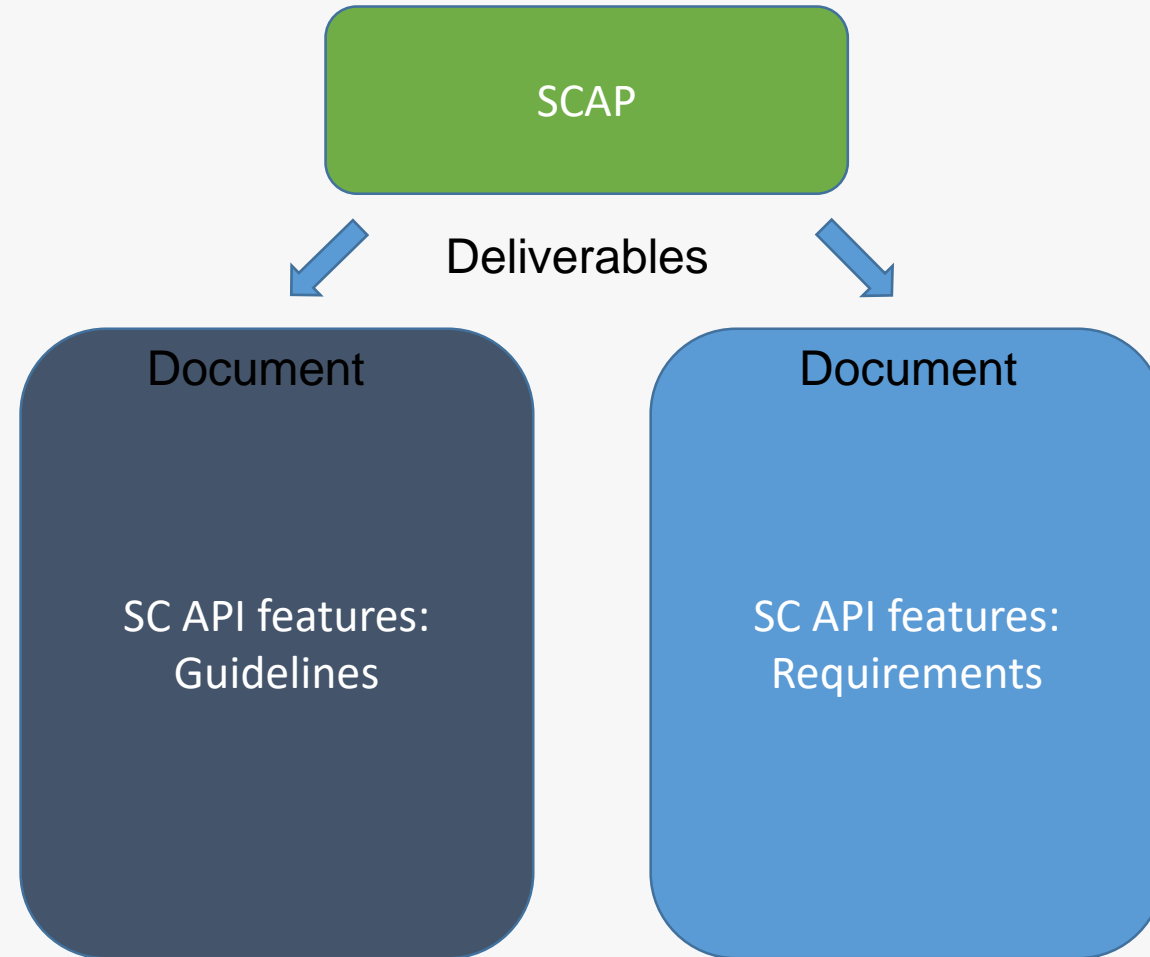 SCAP
Deliverables
Document
SC API features:
Guidelines
Document
SC API features:
Requirements